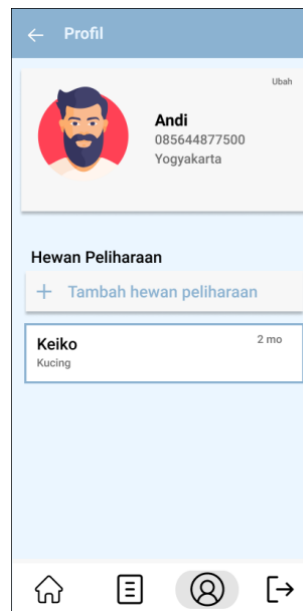 Profil
Ubah
Andi
085644877500
Yogyakarta
Hewan Peliharaan
+ Tambah hewan peliharaan
Keiko
2 mo
Kucing